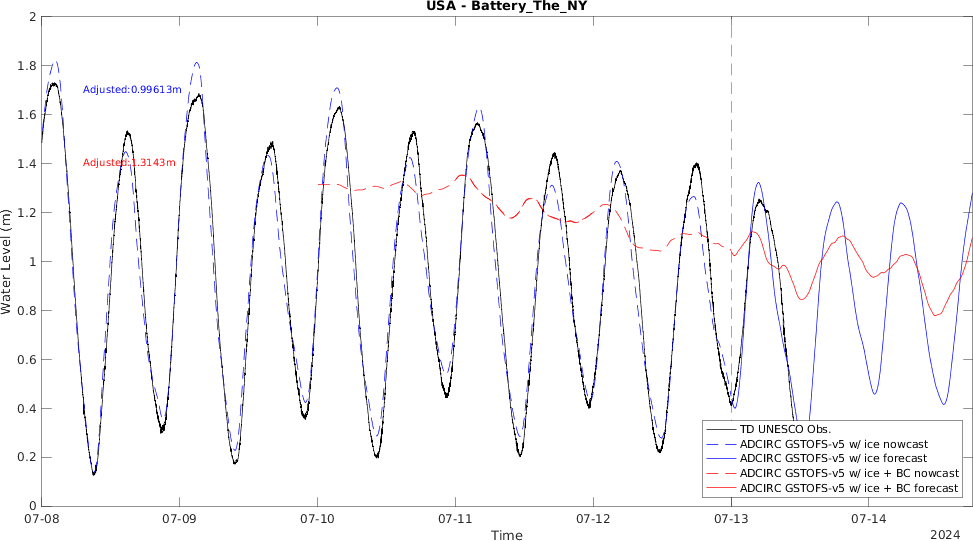 USA - Battery_The_NY
2
1.8
1.6
1.4
1.2
1
0.8
0.6
0.4
0.2
0
Water Level (m)
Adjusted:0.99613m
Adjusted:1.3143m
TD UNESCO Obs.
ADCIRC GSTOFS-v5 w/ ice nowcast
ADCIRC GSTOFS-v5 w/ ice forecast
ADCIRC GSTOFS-v5 w/ ice + BC nowcast
ADCIRC GSTOFS-v5 w/ ice + BC forecast
07-08 07-09 07-10 07-11 07-12 07-13 07-14
Time
2024